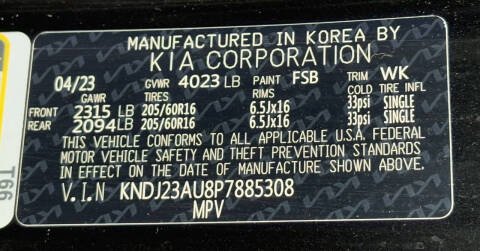 MANUFACTURED IN KOREA BY
KIA CORPORATION
04/23 GVWR 4023 LB PAINT FSB TRIM WK
GAWR TIRES RIMS COLD TIRE INFL
FRONT 2315 LB 205/60R16 6.5Jx16 33psi SINGLE
REAR 2094LB 205/60R16 6.5Jx16 33psi SINGLE
THIS VEHICLE CONFORMS TO ALL APPLICABLE U.S.A. FEDERAL
MOTOR VEHICLE SAFETY AND THEFT PREVENTION STANDARDS
IN EFFECT ON THE DATE OF MANUFACTURE SHOWN ABOVE.
V.I.N KNDJ23AU8P7885308
MPV
T66